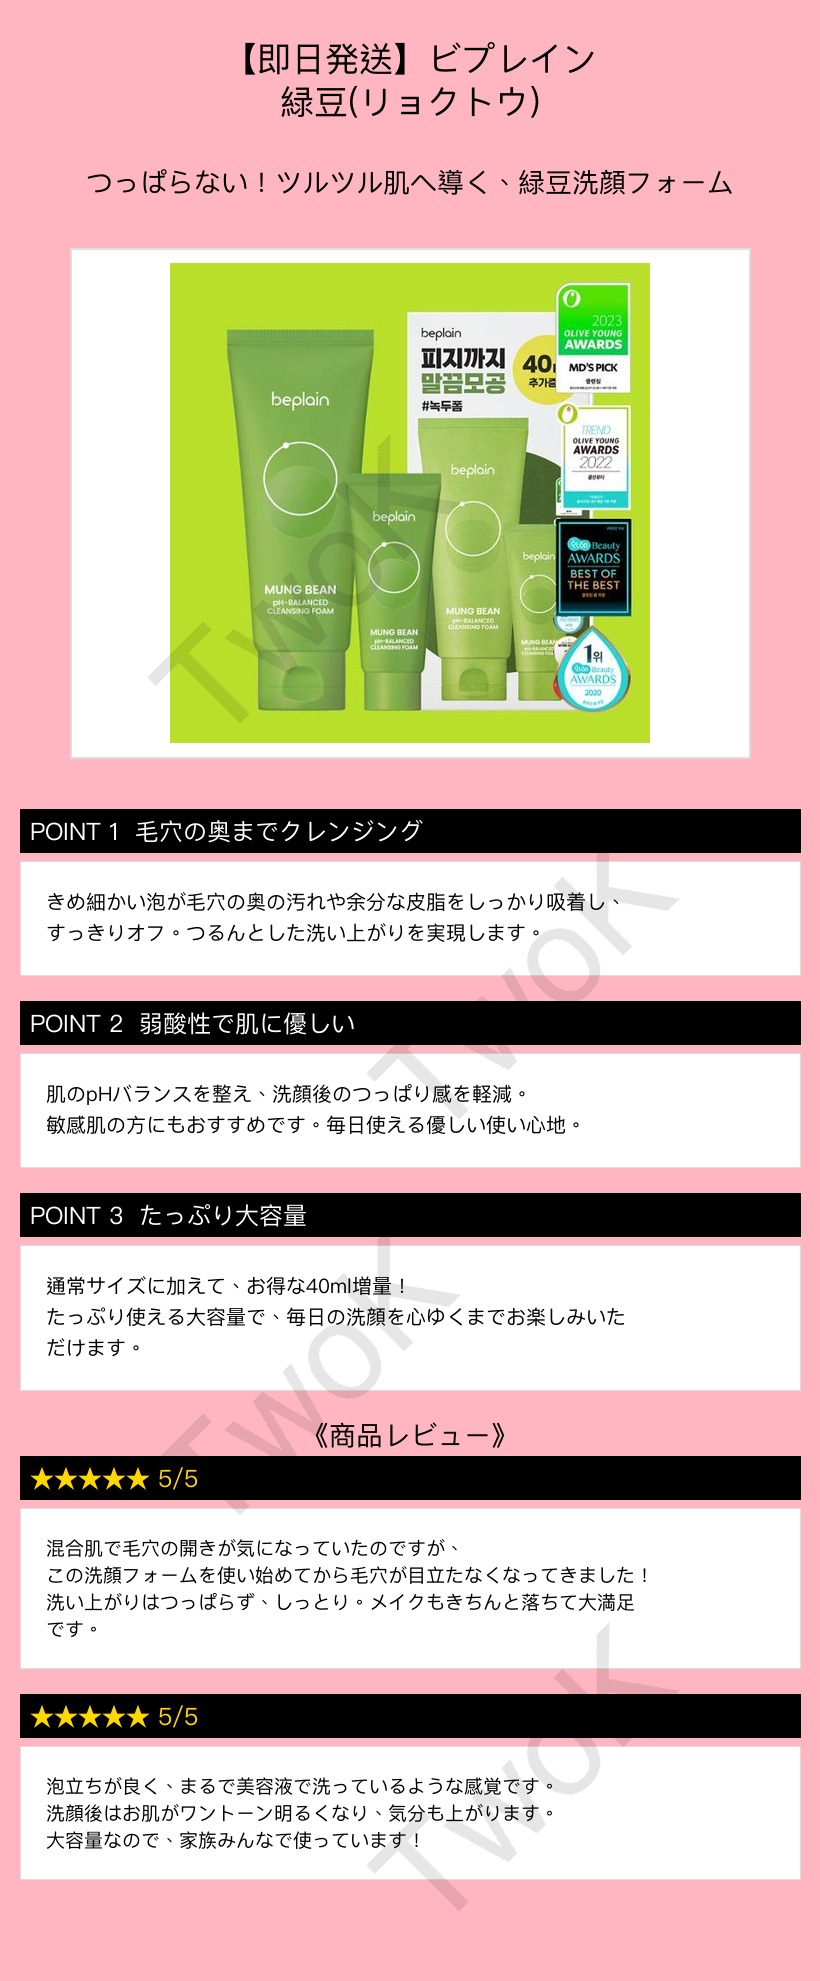 【即日発送】ビプレイン
緑豆(リョクトウ)
つっぱらない！ツルツル肌へ導く、緑豆洗顔フォーム
beplain
MUNG BEAN
pH-BALANCED
CLEANSING FOAM
beplain
MUNG BEAN
pH-BALANCED
CLEANSING FOAM
beplain
피지까지
말끔모공
#녹두폼
40
추가증
beplain
MUNG BEAN
pH-BALANCED
CLEANSING FOAM
beplain
MUNG BEAN
pH-BALANCED
2023
OLIVE YOUNG
AWARDS
MD'S PICK
클렌징
TREND
OLIVE YOUNG
AWARDS
2022
Beauty
AWARDS
BEST OF
THE BEST
1위
Beauty
AWARDS
2020
POINT 1 毛穴の奥までクレンジング
きめ細かい泡が毛穴の奥の汚れや余分な皮脂をしっかり吸着し、
すっきりオフ。つるんとした洗い上がりを実現します。
POINT 2 弱酸性で肌に優しい
肌のpHバランスを整え、洗顔後のつっぱり感を軽減。
敏感肌の方にもおすすめです。毎日使える優しい使い心地。
POINT 3 たっぷり大容量
通常サイズに加えて、お得な40ml増量！
たっぷり使える大容量で、毎日の洗顔を心ゆくまでお楽しみいた
だけます。
《商品レビュー》
★★★★★ 5/5
混合肌で毛穴の開きが気になっていたのですが、
この洗顔フォームを使い始めてから毛穴が目立たなくなってきました！
洗い上がりはつっぱらず、しっとり。メイクもきちんと落ちて大満足
です。
★★★★★ 5/5
泡立ちが良く、まるで美容液で洗っているような感覚です。
洗顔後はお肌がワントーン明るくなり、気分も上がります。
大容量なので、家族みんなで使っています！
TwoK
TwoK
TwoK
TwoK